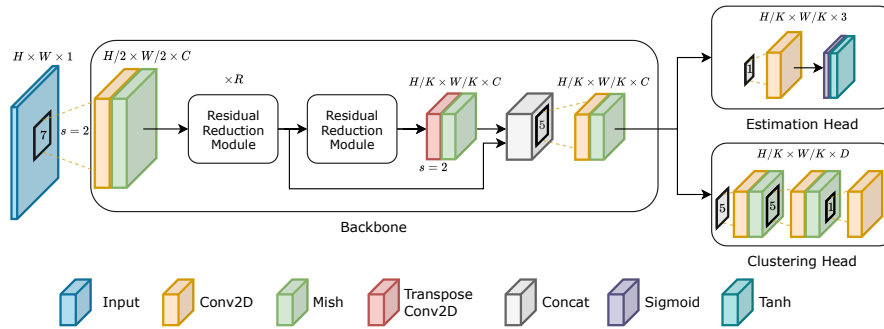 H × W × 1
7
s = 2
H/2 × W/2 × C
×R
Residual
Reduction
Module
Residual
Reduction
Module
H/K × W/K × C
s = 2
5
H/K × W/K × C
Backbone
H/K × W/K × 3
1
Estimation Head
H/K × W/K × D
5
5
1
Clustering Head
Input
Conv2D
Mish
Transpose
Conv2D
Concat
Sigmoid
Tanh